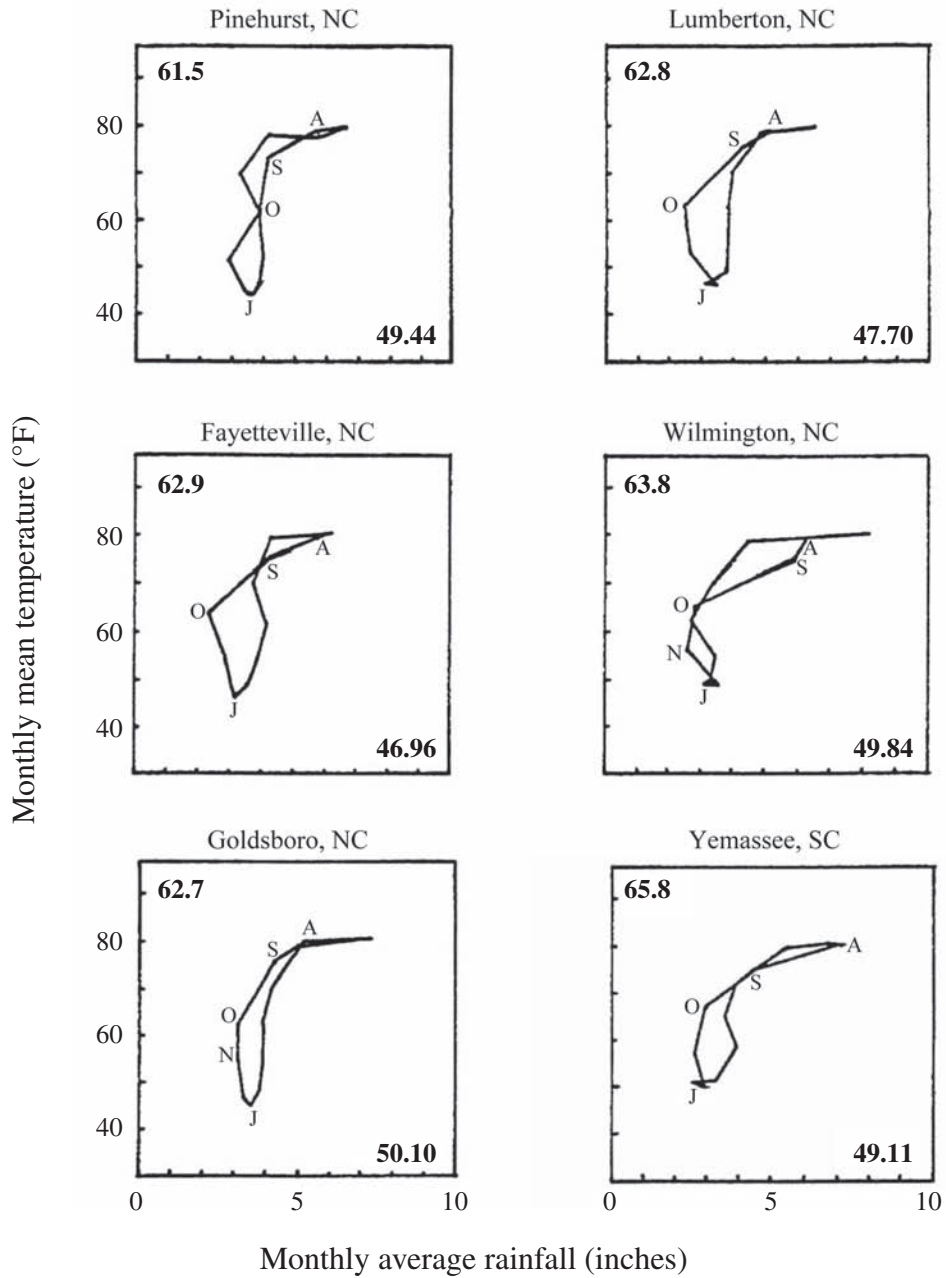 Pinehurst, NC
61.5
80
60
40
A
S
O
J
49.44
Lumberton, NC
62.8
A
S
O
J
47.70
Fayetteville, NC
62.9
80
60
40
A
S
O
J
46.96
Wilmington, NC
63.8
A
S
O
N
J
49.84
Goldsboro, NC
62.7
80
60
40
A
S
O
N
J
50.10
0 5 10
Yemassee, SC
65.8
A
S
O
J
49.11
0 5 10
Monthly mean temperature (°F)
Monthly average rainfall (inches)